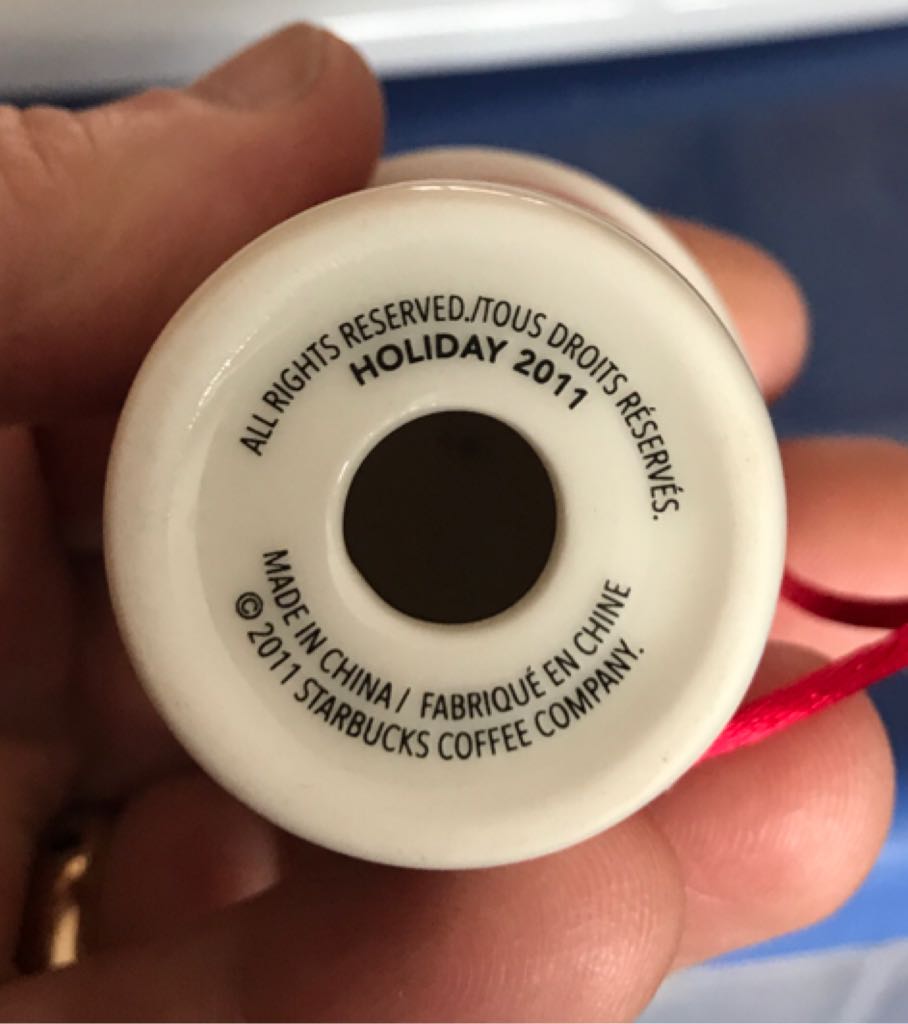 ALL RIGHTS RESERVED./TOUS DROITS RÉSERVÉS.
HOLIDAY 2011
MADE IN CHINA / FABRIQUÉ EN CHINE
© 2011 STARBUCKS COFFEE COMPANY.